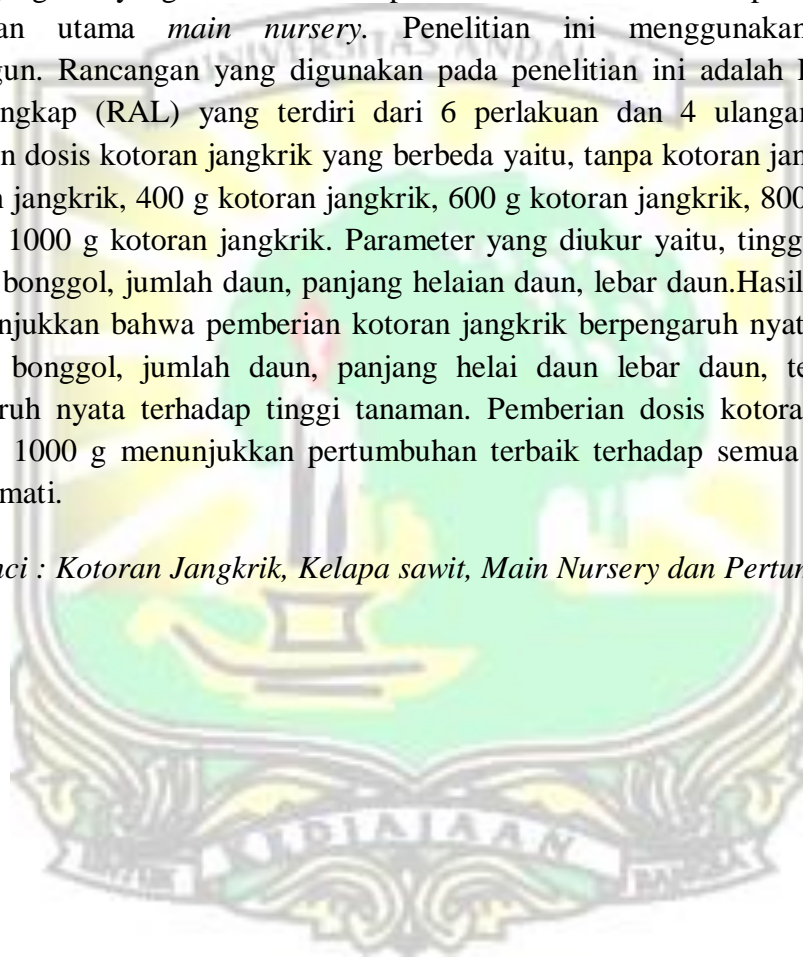 an utama main nursery. Penelitian ini menggunakan
gun. Rancangan yang digunakan pada penelitian ini adalah
ngkap (RAL) yang terdiri dari 6 perlakuan dan 4 ulangan
n dosis kotoran jangkrik yang berbeda yaitu, tanpa kotoran jan
n jangkrik, 400 g kotoran jangkrik, 600 g kotoran jangkrik, 800
1000 g kotoran jangkrik. Parameter yang diukur yaitu, tingg
bonggol, jumlah daun, panjang helaian daun, lebar daun.Hasil
njukkan bahwa pemberian kotoran jangkrik berpengaruh nyat
bonggol, jumlah daun, panjang helai daun lebar daun, te
ruh nyata terhadap tinggi tanaman. Pemberian dosis kotora
1000 g menunjukkan pertumbuhan terbaik terhadap semua
mati.
nci : Kotoran Jangkrik, Kelapa sawit, Main Nursery dan Pertu
UNIVERSITAS ANDALAS
UNTUK KEDJAJAAN BANGSA